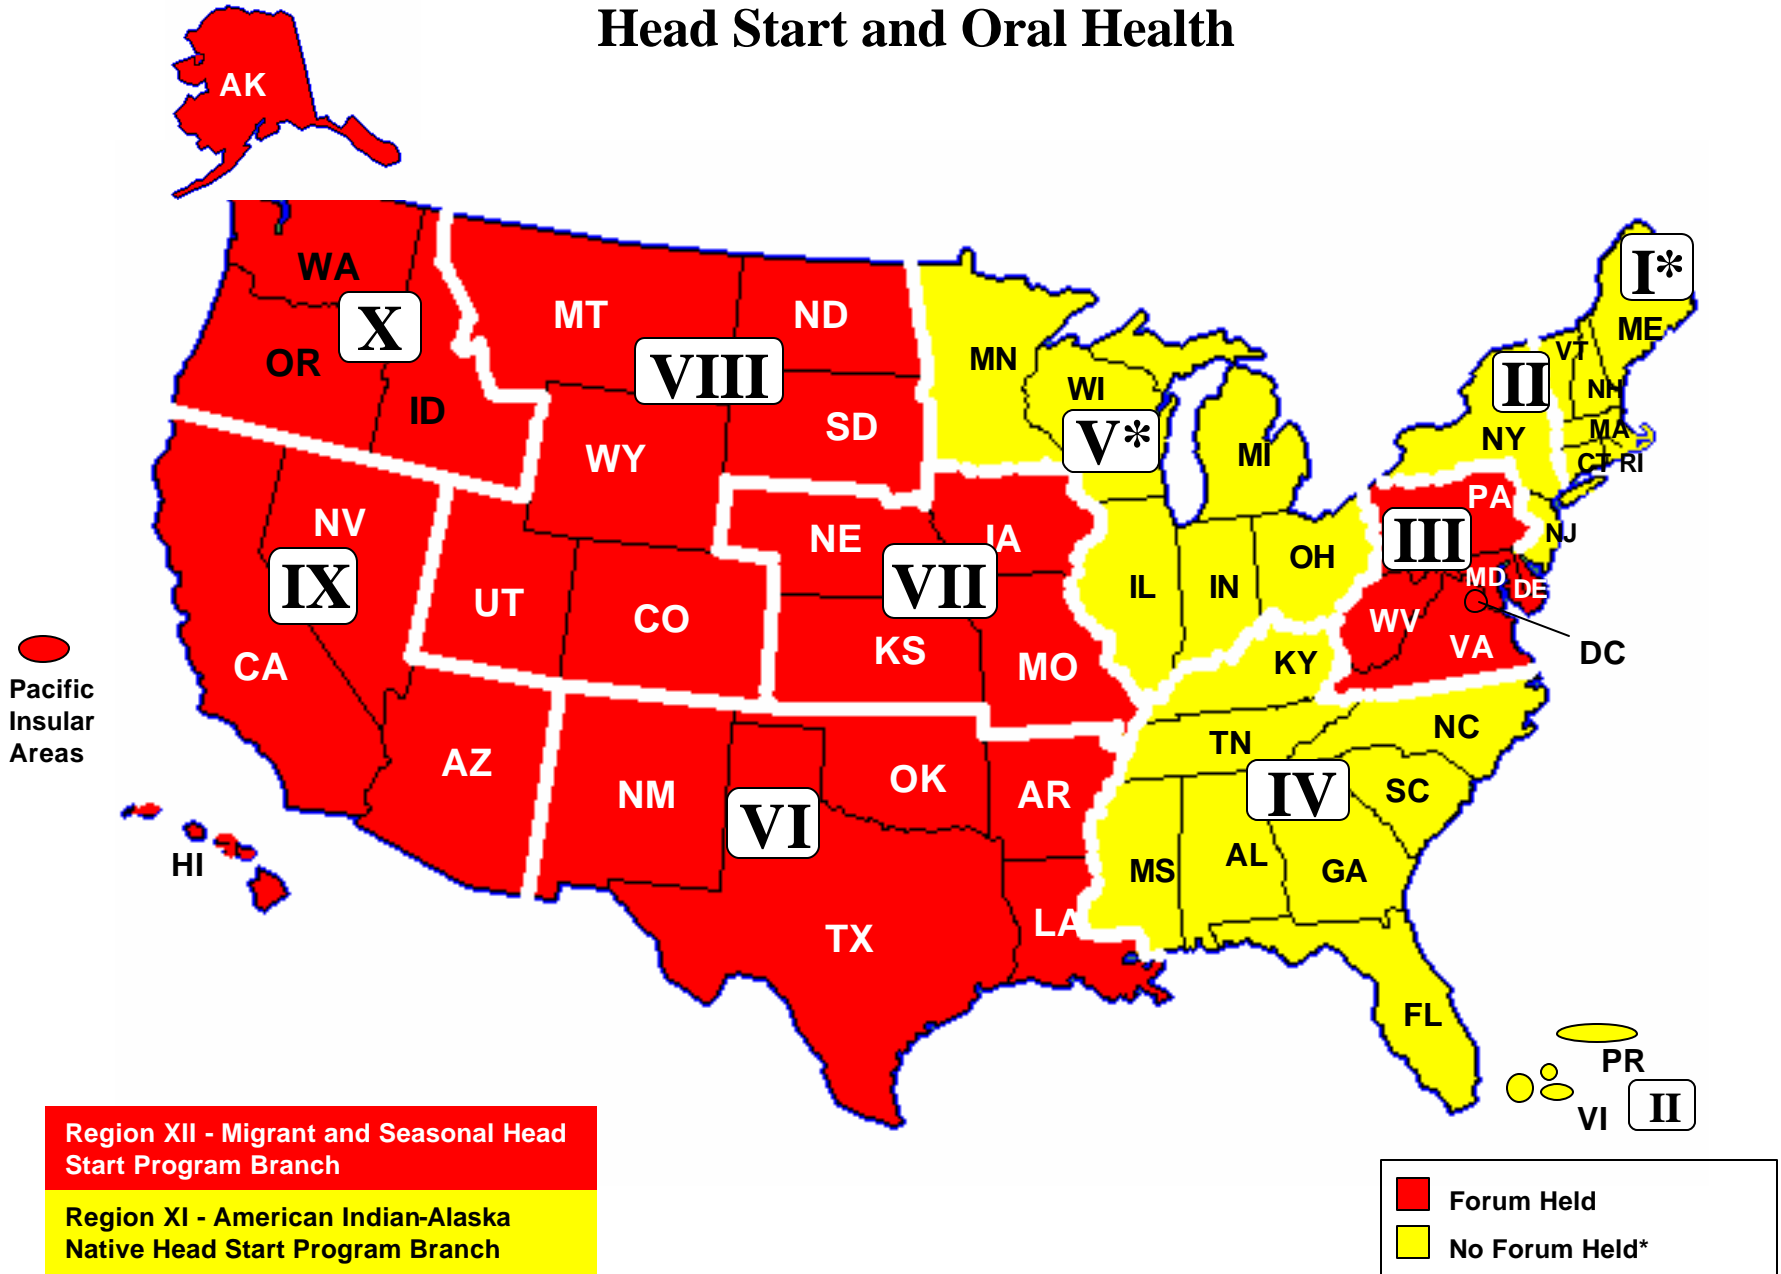 Head Start and Oral Health
AK
WA
X
OR
ID
MT
ND
VIII
SD
WY
MN
WI
V*
MI
I*
ME
VT
NH
II
NY
MA
CT RI
PA
III
NJ
MD
DE
WV
VA
DC
NV
IX
CA
UT
CO
NE
IA
VII
KS
MO
IL
IN
OH
KY
Pacific
Insular
Areas
HI
AZ
NM
VI
OK
AR
TX
LA
TN
NC
IV
SC
MS
AL
GA
FL
PR
VI
II
Region XII - Migrant and Seasonal Head
Start Program Branch
Region XI - American Indian-Alaska
Native Head Start Program Branch
Forum Held
No Forum Held*